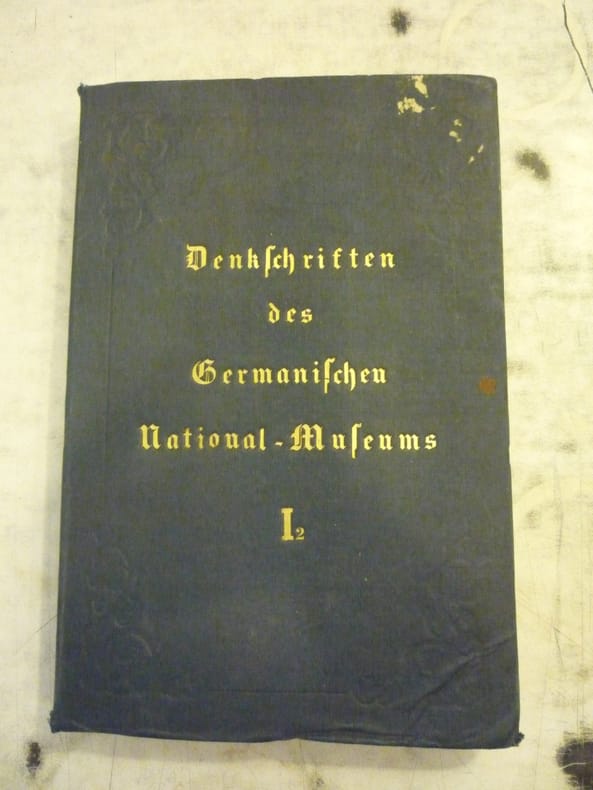 Denkſchriften
des
Germaniſchen
National-Muſeums
I2